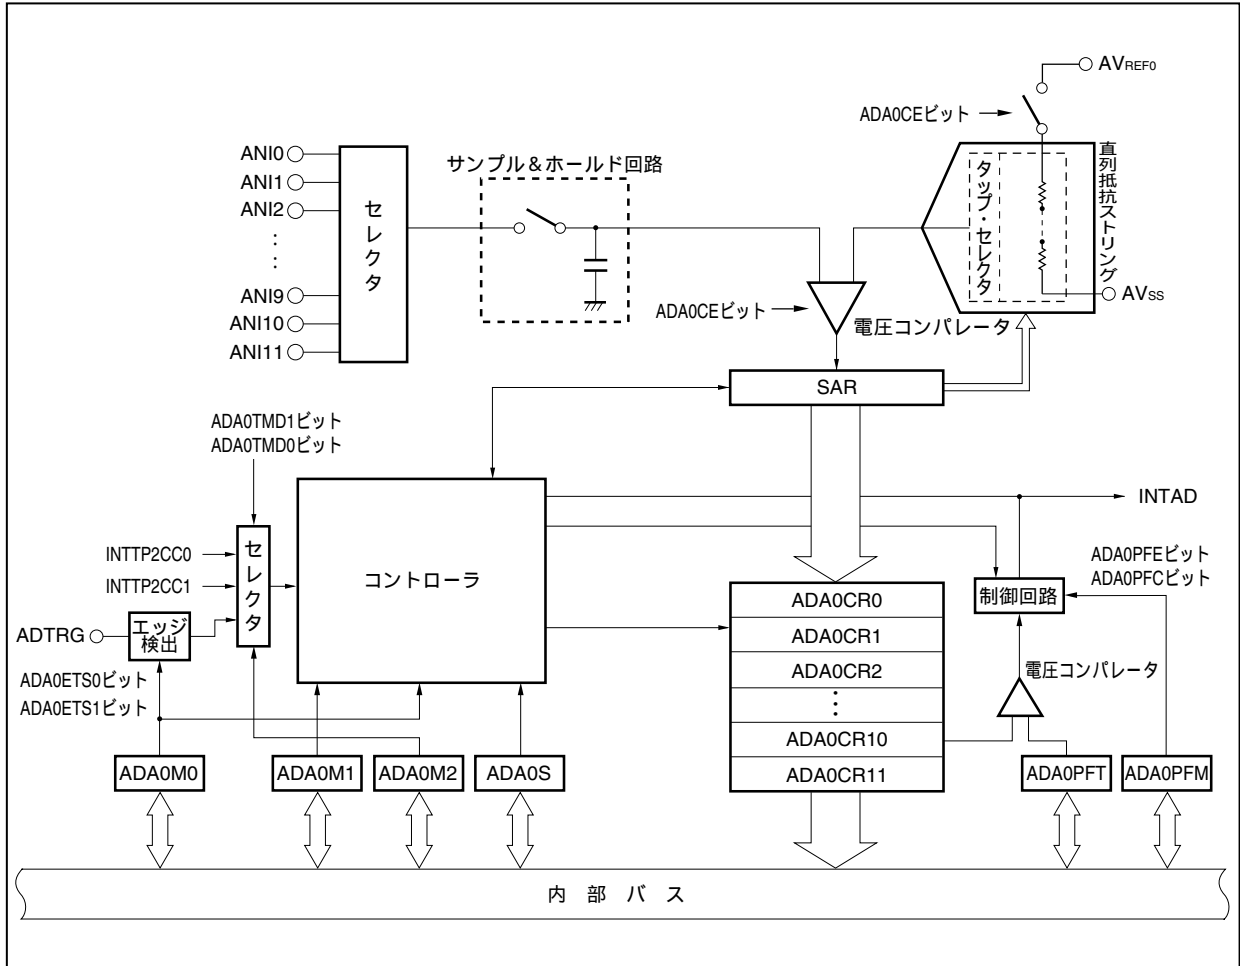 AVREF0
ADA0CEビット
ANI0
ANI1
ANI2
ANI9
ANI10
ANI11
セレクタ
サンプル&ホールド回路
タップ・セレクタ
直列抵抗ストリング
AVSS
ADA0CEビット
電圧コンパレータ
SAR
ADA0TMD1ビット
ADA0TMD0ビット
INTTP2CC0
INTTP2CC1
ADTRG
エッジ
検出
セレクタ
コントローラ
INTAD
ADA0PFEビット
ADA0PFCビット
制御回路
電圧コンパレータ
ADA0CR0
ADA0CR1
ADA0CR2
ADA0CR10
ADA0CR11
ADA0ETS0ビット
ADA0ETS1ビット
ADA0M0
ADA0M1
ADA0M2
ADA0S
ADA0PFT
ADA0PFM
内部バス